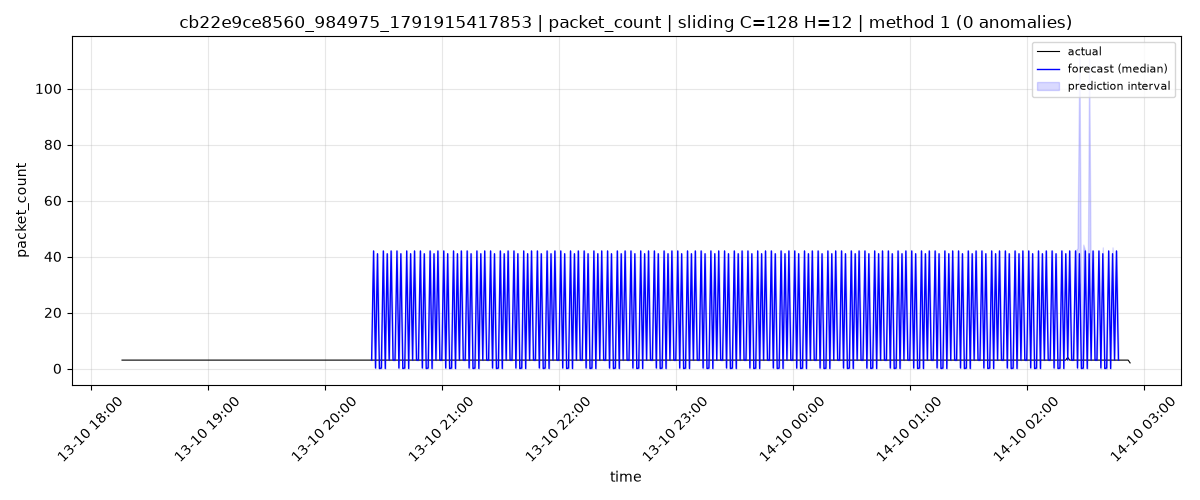 cb22e9ce8560_984975_1791915417853 | packet_count | sliding C=128 H=12 | method 1 (0 anomalies)
actual
forecast (median)
prediction interval
packet_count
100
80
60
40
20
0
13-10 18:00
13-10 19:00
13-10 20:00
13-10 21:00
13-10 22:00
13-10 23:00
14-10 00:00
14-10 01:00
14-10 02:00
14-10 03:00
time